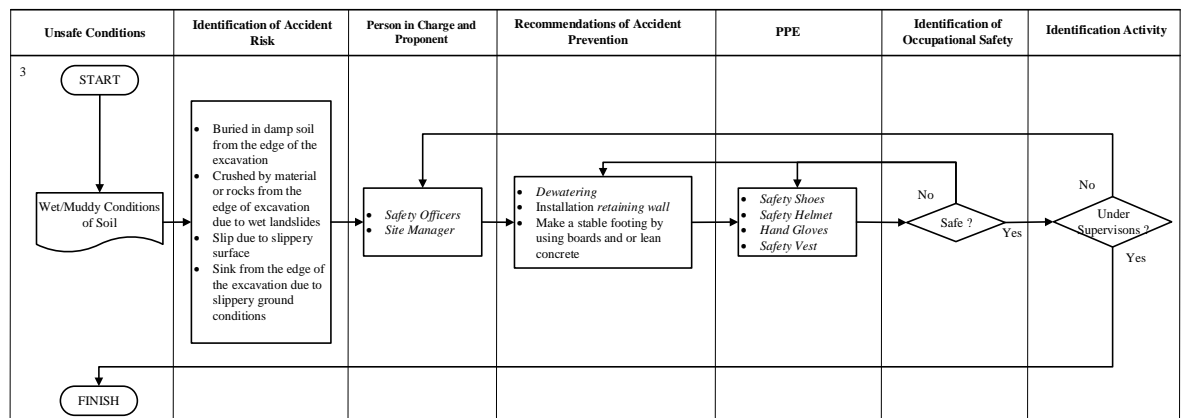 Unsafe Conditions
Identification of Accident
Risk
Person in Charge and
Proponent
Recommendations of Accident
Prevention
PPE
Identification of
Occupational Safety
Identification Activity
3
START
Wet/Muddy Conditions
of Soil
• Buried in damp soil
from the edge of the
excavation
• Crushed by material
or rocks from the
edge of excavation
due to wet landslides
• Slip due to slippery
surface
• Sink from the edge of
the excavation due to
slippery ground
conditions
• Safety Officers
• Site Manager
• Dewatering
• Installation retaining wall
• Make a stable footing by
using boards and or lean
concrete
• Safety Shoes
• Safety Helmet
• Hand Gloves
• Safety Vest
No
Safe ?
Yes
No
Under
Supervisons ?
Yes
FINISH